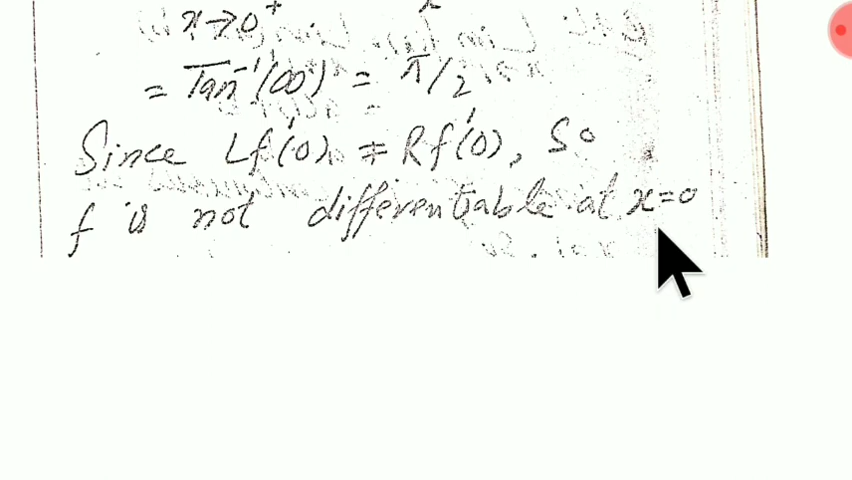 x→0⁺
= Tan⁻¹(∞) = π/2
Since Lf'(0) ≠ Rf'(0), So
f is not differentiable at x=0